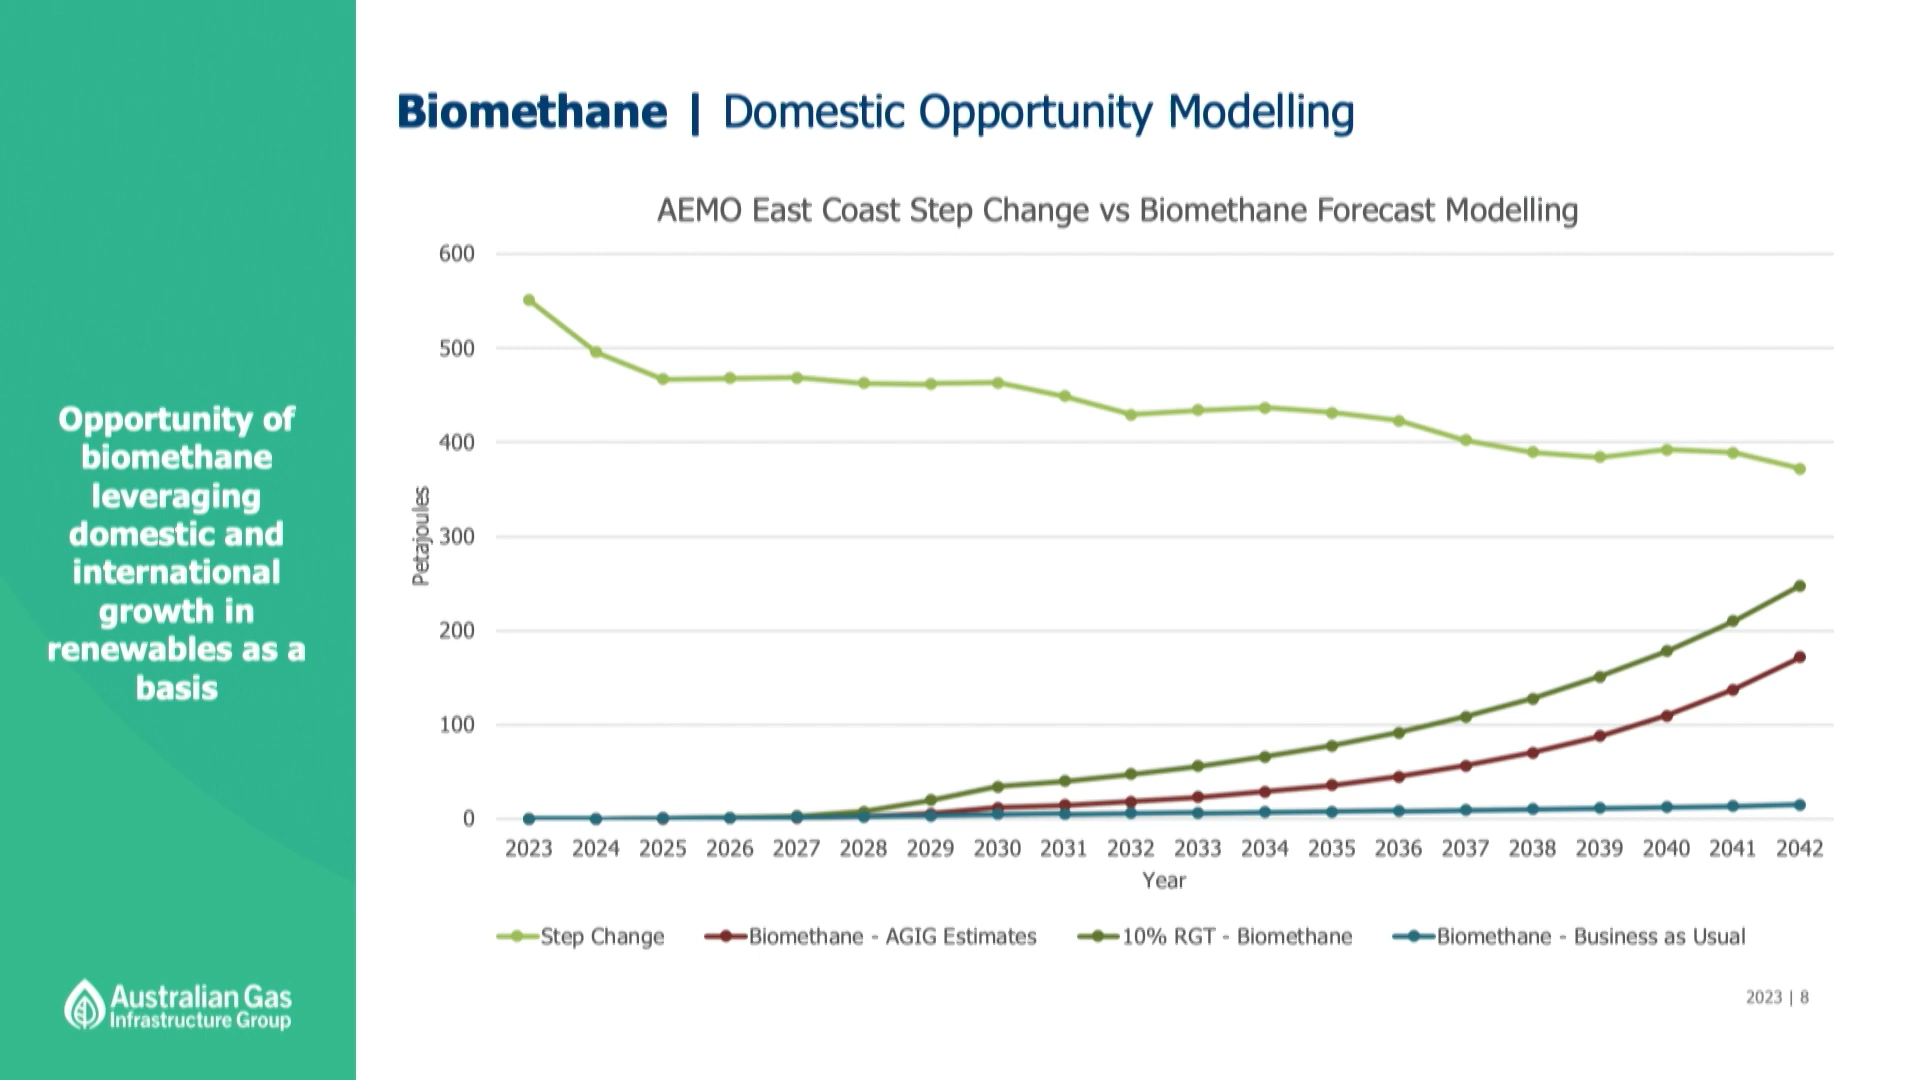 Biomethane | Domestic Opportunity Modelling
Opportunity of
biomethane
leveraging
domestic and
international
growth in
renewables as a
basis
AEMO East Coast Step Change vs Biomethane Forecast Modelling
600
500
400
300
200
100
0
Petajoules
2023 2024 2025 2026 2027 2028 2029 2030 2031 2032 2033 2034 2035 2036 2037 2038 2039 2040 2041 2042
Year
Step Change Biomethane - AGIG Estimates 10% RGT - Biomethane Biomethane - Business as Usual
Australian Gas
Infrastructure Group
2023 | 8